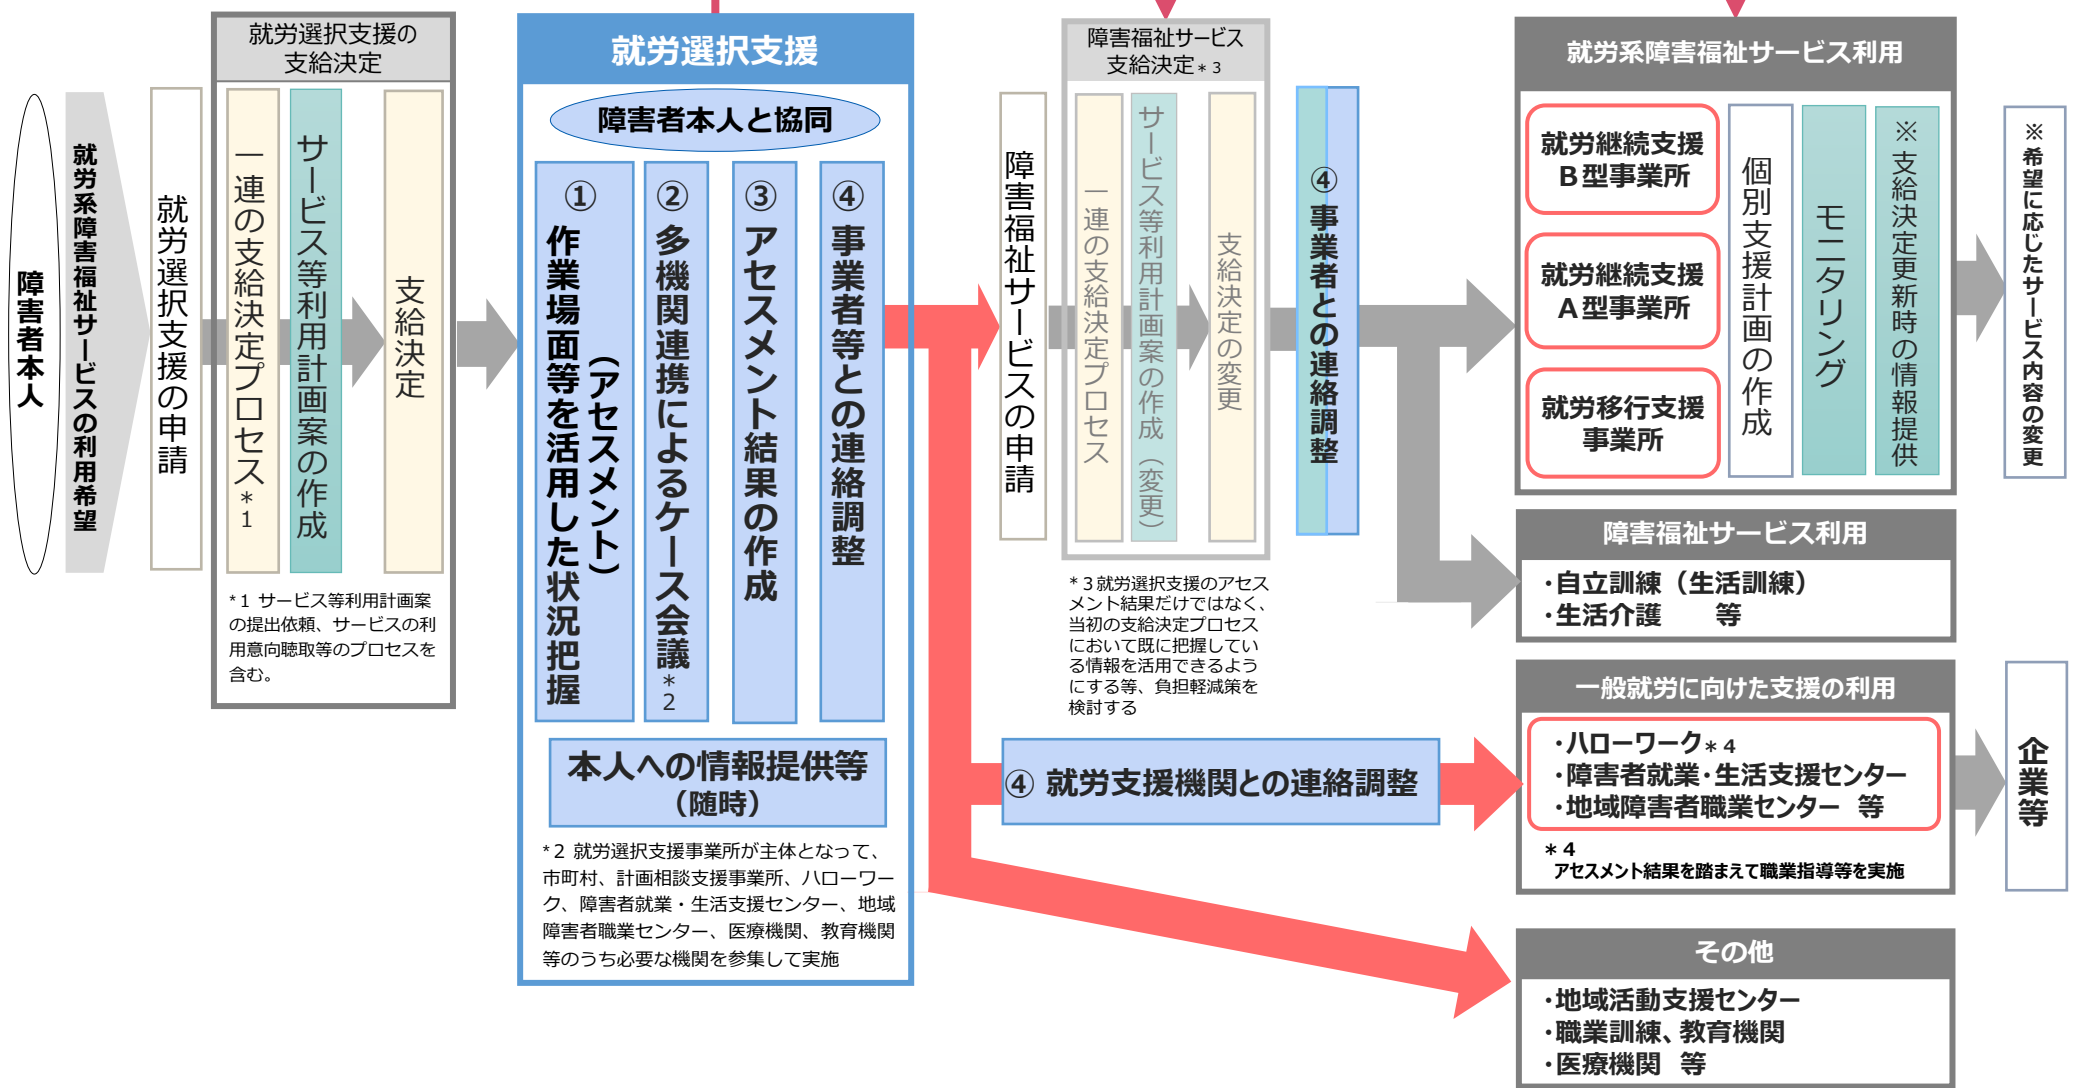 障害者本人
就労系障害福祉サービスの利用希望
就労選択支援の申請
就労選択支援の
支給決定
一連の支給決定プロセス*1
サービス等利用計画案の作成
支給決定
*1 サービス等利用計画案
の提出依頼、サービスの利
用意向聴取等のプロセスを
含む。
就労選択支援
障害者本人と協同
①作業場面等を活用した状況把握
（アセスメント）
②多機関連携によるケース会議*2
③アセスメント結果の作成
④事業者等との連絡調整
本人への情報提供等
（随時）
*2 就労選択支援事業所が主体となって、
市町村、計画相談支援事業所、ハローワー
ク、障害者就業・生活支援センター、地域
障害者職業センター、医療機関、教育機関
等のうち必要な機関を参集して実施
障害福祉サービスの申請
障害福祉サービス
支給決定＊3
一連の支給決定プロセス
サービス等利用計画案の作成（変更）
支給決定の変更
*3就労選択支援のアセス
メント結果だけではなく、
当初の支給決定プロセス
において既に把握してい
る情報を活用できるよう
にする等、負担軽減策を
検討する
④事業者との連絡調整
④ 就労支援機関との連絡調整
就労系障害福祉サービス利用
就労継続支援
B型事業所
就労継続支援
A型事業所
就労移行支援
事業所
個別支援計画の作成
モニタリング
※支給決定更新時の情報提供
※希望に応じたサービス内容の変更
障害福祉サービス利用
・自立訓練（生活訓練）
・生活介護　　等
一般就労に向けた支援の利用
・ハローワーク＊4
・障害者就業・生活支援センター
・地域障害者職業センター 等
＊4
アセスメント結果を踏まえて職業指導等を実施
企業等
その他
・地域活動支援センター
・職業訓練、教育機関
・医療機関 等